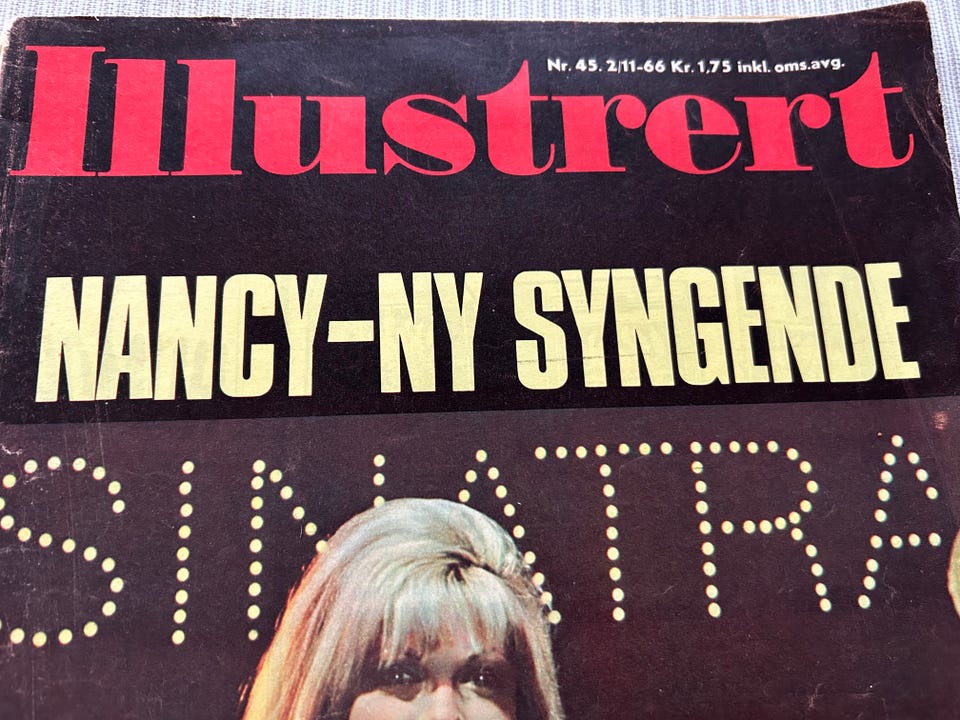 Nr. 45. 2/11-66 Kr. 1,75 inkl. oms.avg.
Illustrert
NANCY-NY SYNGENDE
SINATRA